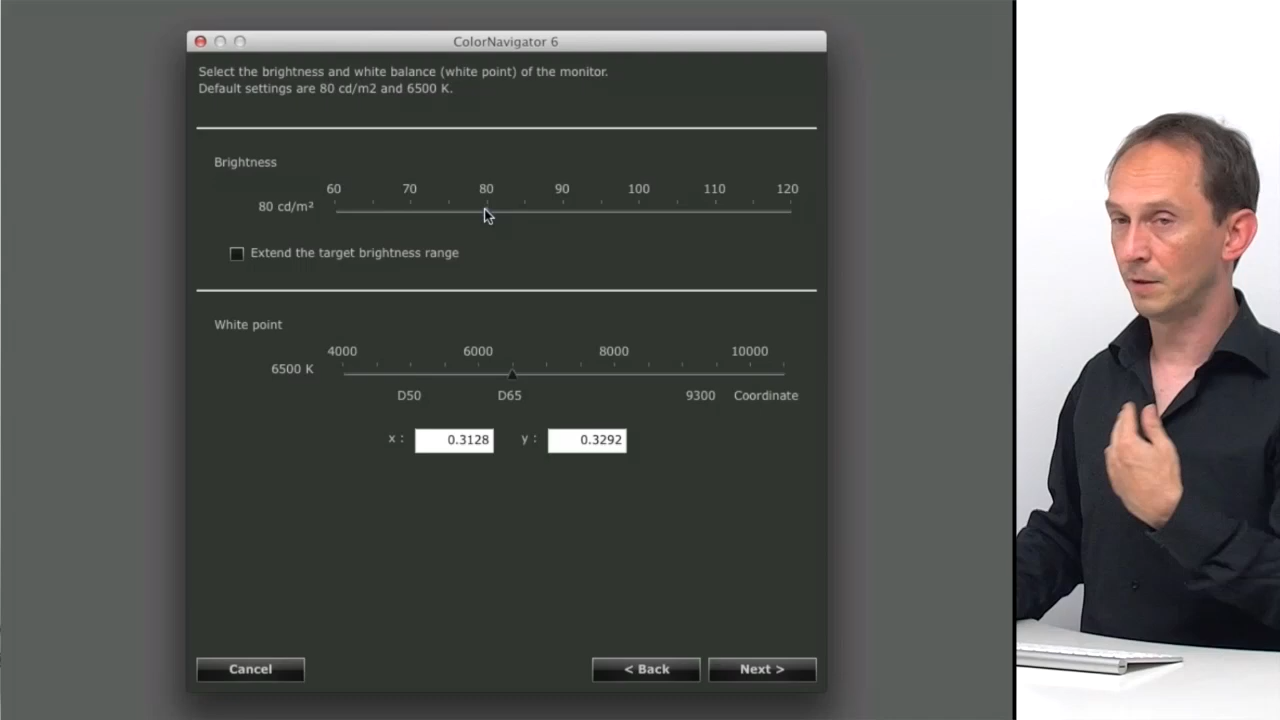 ColorNavigator 6
Select the brightness and white balance (white point) of the monitor.
Default settings are 80 cd/m2 and 6500 K.
Brightness
60 70 80 90 100 110 120
80 cd/m²
Extend the target brightness range
White point
4000 6000 8000 10000
6500 K
D50 D65 9300 Coordinate
x : 0.3128 y : 0.3292
Cancel < Back Next >